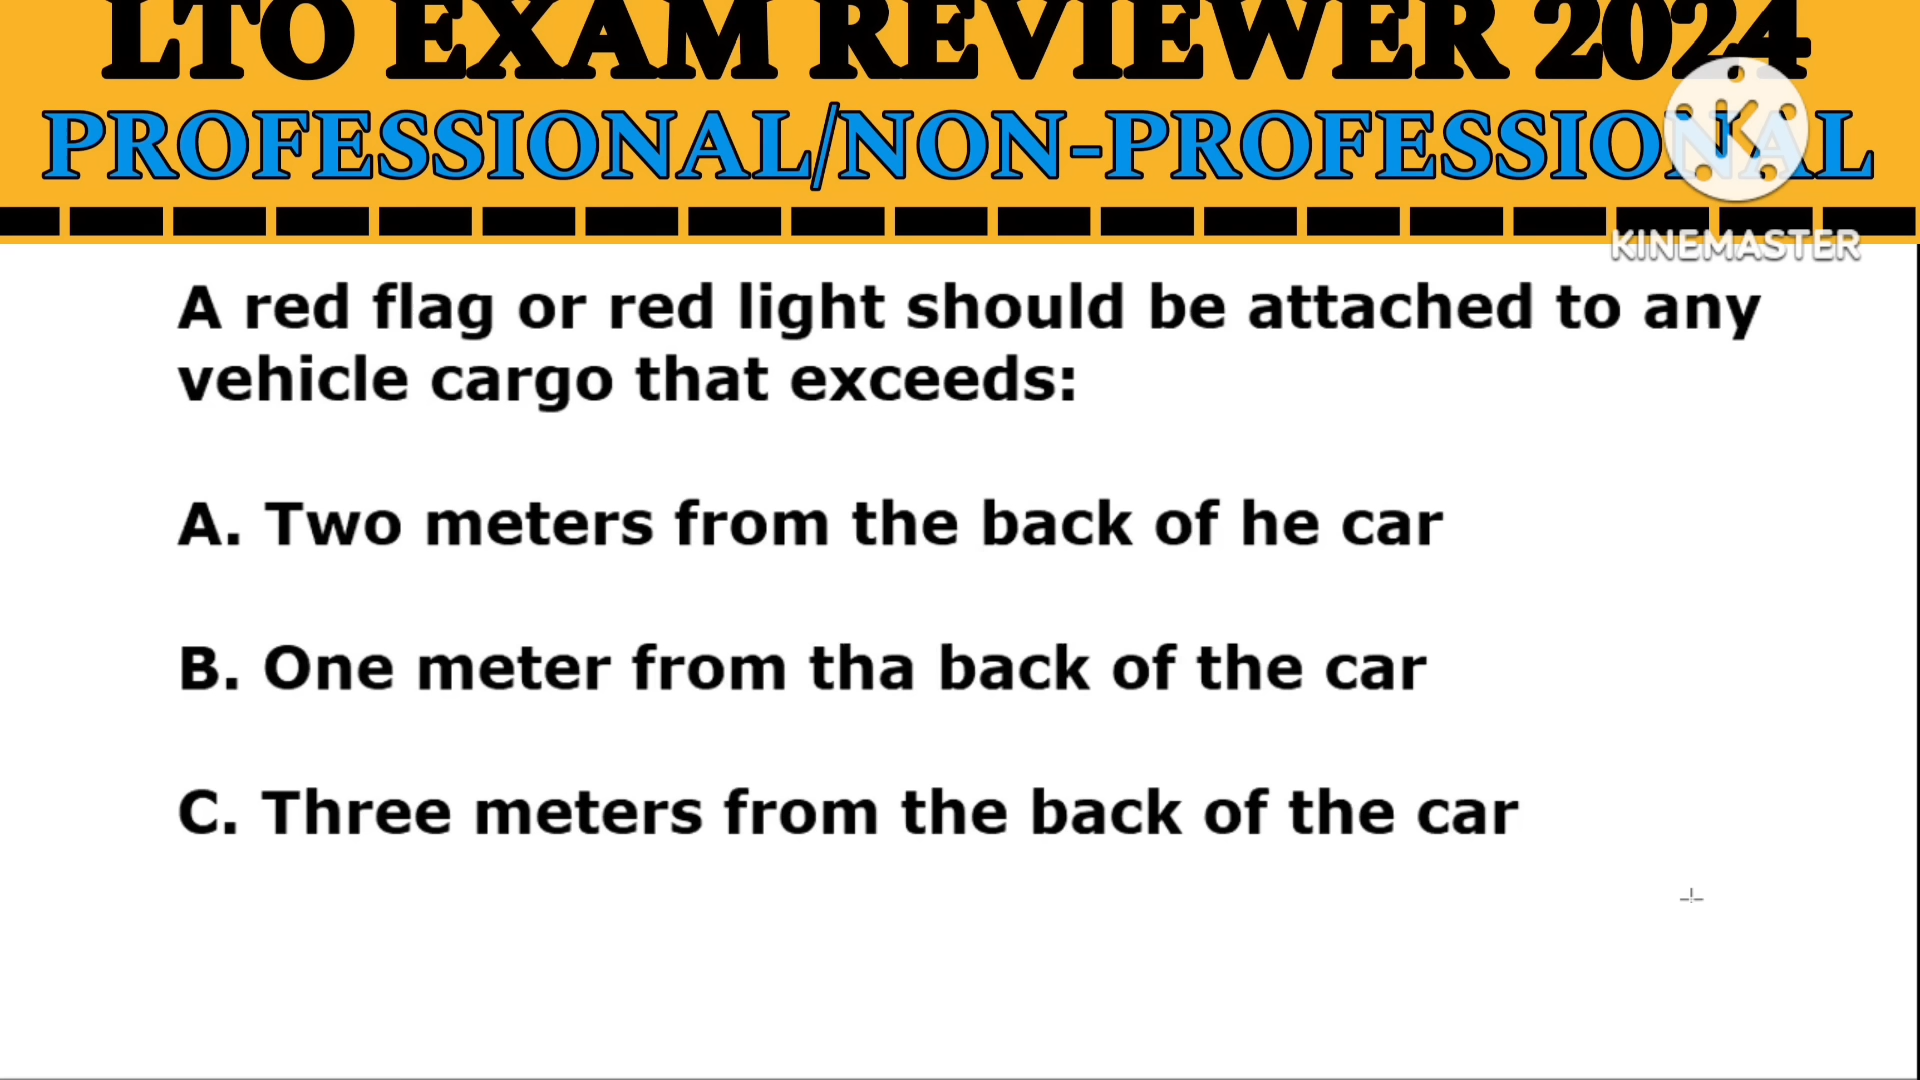 LTO EXAM REVIEWER 2024
PROFESSIONAL/NON-PROFESSIONAL
KINEMASTER
A red flag or red light should be attached to any
vehicle cargo that exceeds:
A. Two meters from the back of he car
B. One meter from tha back of the car
C. Three meters from the back of the car